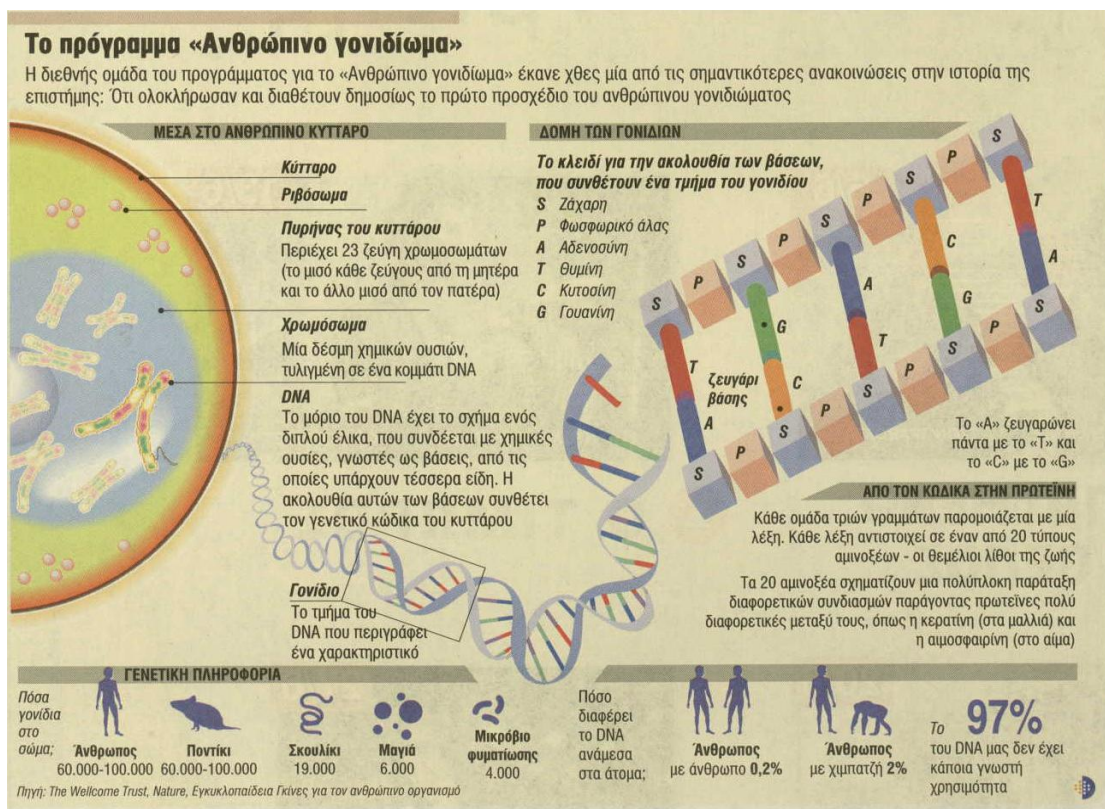 Το πρόγραμμα «Ανθρώπινο γονιδίωμα»
Η διεθνής ομάδα του προγράμματος για το «Ανθρώπινο γονιδίωμα» έκανε χθες μία από τις σημαντικότερες ανακοινώσεις στην ιστορία της
επιστήμης: Ότι ολοκλήρωσαν και διαθέτουν δημοσίως το πρώτο προσχέδιο του ανθρώπινου γονιδιώματος
ΜΕΣΑ ΣΤΟ ΑΝΘΡΩΠΙΝΟ ΚΥΤΤΑΡΟ
Κύτταρο
Ριβόσωμα
Πυρήνας του κυττάρου
Περιέχει 23 ζεύγη χρωμοσωμάτων
(το μισό κάθε ζεύγους από τη μητέρα
και το άλλο μισό από τον πατέρα)
Χρωμόσωμα
Μία δέσμη χημικών ουσιών,
τυλιγμένη σε ένα κομμάτι DNA
DNA
Το μόριο του DNA έχει το σχήμα ενός
διπλού έλικα, που συνδέεται με χημικές
ουσίες, γνωστές ως βάσεις, από τις
οποίες υπάρχουν τέσσερα είδη. Η
ακολουθία αυτών των βάσεων συνθέτει
τον γενετικό κώδικα του κυττάρου
Γονίδιο
Το τμήμα του
DNA που περιγράφει
ένα χαρακτηριστικό
ΔΟΜΗ ΤΩΝ ΓΟΝΙΔΙΩΝ
Το κλειδί για την ακολουθία των βάσεων,
που συνθέτουν ένα τμήμα του γονιδίου
S Ζάχαρη
P Φωσφωρικό άλας
A Αδενοσύνη
T Θυμίνη
C Κυτοσίνη
G Γουανίνη
S P S P S P S P S
T G A C T
ζευγάρι
βάσης
A C T G A
S P S P S P S P S
Το «Α» ζευγαρώνει
πάντα με το «Τ» και
το «C» με το «G»
ΑΠΟ ΤΟΝ ΚΩΔΙΚΑ ΣΤΗΝ ΠΡΩΤΕΪΝΗ
Κάθε ομάδα τριών γραμμάτων παρομοιάζεται με μία
λέξη. Κάθε λέξη αντιστοιχεί σε έναν από 20 τύπους
αμινοξέων - οι θεμέλιοι λίθοι της ζωής
Τα 20 αμινοξέα σχηματίζουν μια πολύπλοκη παράταξη
διαφορετικών συνδιασμών παράγοντας πρωτεΐνες πολύ
διαφορετικές μεταξύ τους, όπως η κερατίνη (στα μαλλιά) και
η αιμοσφαιρίνη (στο αίμα)
ΓΕΝΕΤΙΚΗ ΠΛΗΡΟΦΟΡΙΑ
Πόσα
γονίδια
στο
σώμα;
Άνθρωπος
60.000-100.000
Ποντίκι
60.000-100.000
Σκουλίκι
19.000
Μαγιά
6.000
Μικρόβιο
φυματίωσης
4.000
Πόσο
διαφέρει
το DNA
ανάμεσα
στα άτομα;
Άνθρωπος
με άνθρωπο 0,2%
Άνθρωπος
με χιμπατζή 2%
Το 97%
του DNA μας δεν έχει
κάποια γνωστή
χρησιμότητα
Πηγή: The Wellcome Trust, Nature, Εγκυκλοπαίδεια Γκίνες για τον ανθρώπινο οργανισμό